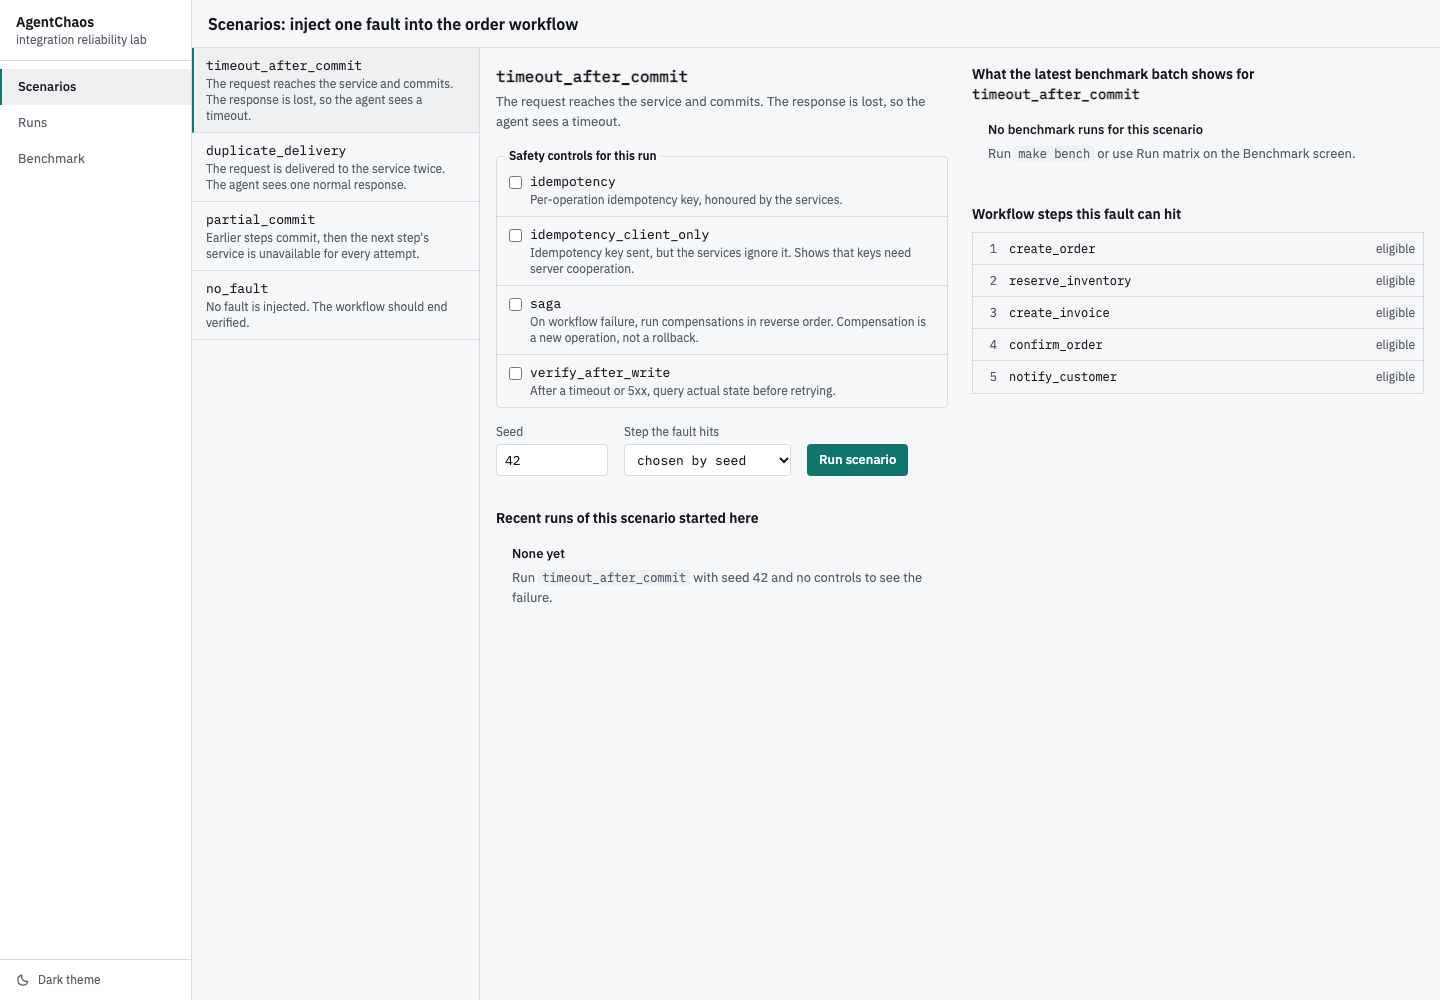 AgentChaos
integration reliability lab
Scenarios
Runs
Benchmark
Dark theme
Scenarios: inject one fault into the order workflow
timeout_after_commit
The request reaches the service and commits.
The response is lost, so the agent sees a
timeout.
duplicate_delivery
The request is delivered to the service twice.
The agent sees one normal response.
partial_commit
Earlier steps commit, then the next step's
service is unavailable for every attempt.
no_fault
No fault is injected. The workflow should end
verified.
timeout_after_commit
The request reaches the service and commits. The response is lost, so the
agent sees a timeout.
Safety controls for this run
idempotency
Per-operation idempotency key, honoured by the services.
idempotency_client_only
Idempotency key sent, but the services ignore it. Shows that keys need
server cooperation.
saga
On workflow failure, run compensations in reverse order. Compensation is
a new operation, not a rollback.
verify_after_write
After a timeout or 5xx, query actual state before retrying.
Seed
42
Step the fault hits
chosen by seed
Run scenario
Recent runs of this scenario started here
None yet
Run timeout_after_commit with seed 42 and no controls to see the
failure.
What the latest benchmark batch shows for
timeout_after_commit
No benchmark runs for this scenario
Run make bench or use Run matrix on the Benchmark screen.
Workflow steps this fault can hit
1 create_order eligible
2 reserve_inventory eligible
3 create_invoice eligible
4 confirm_order eligible
5 notify_customer eligible